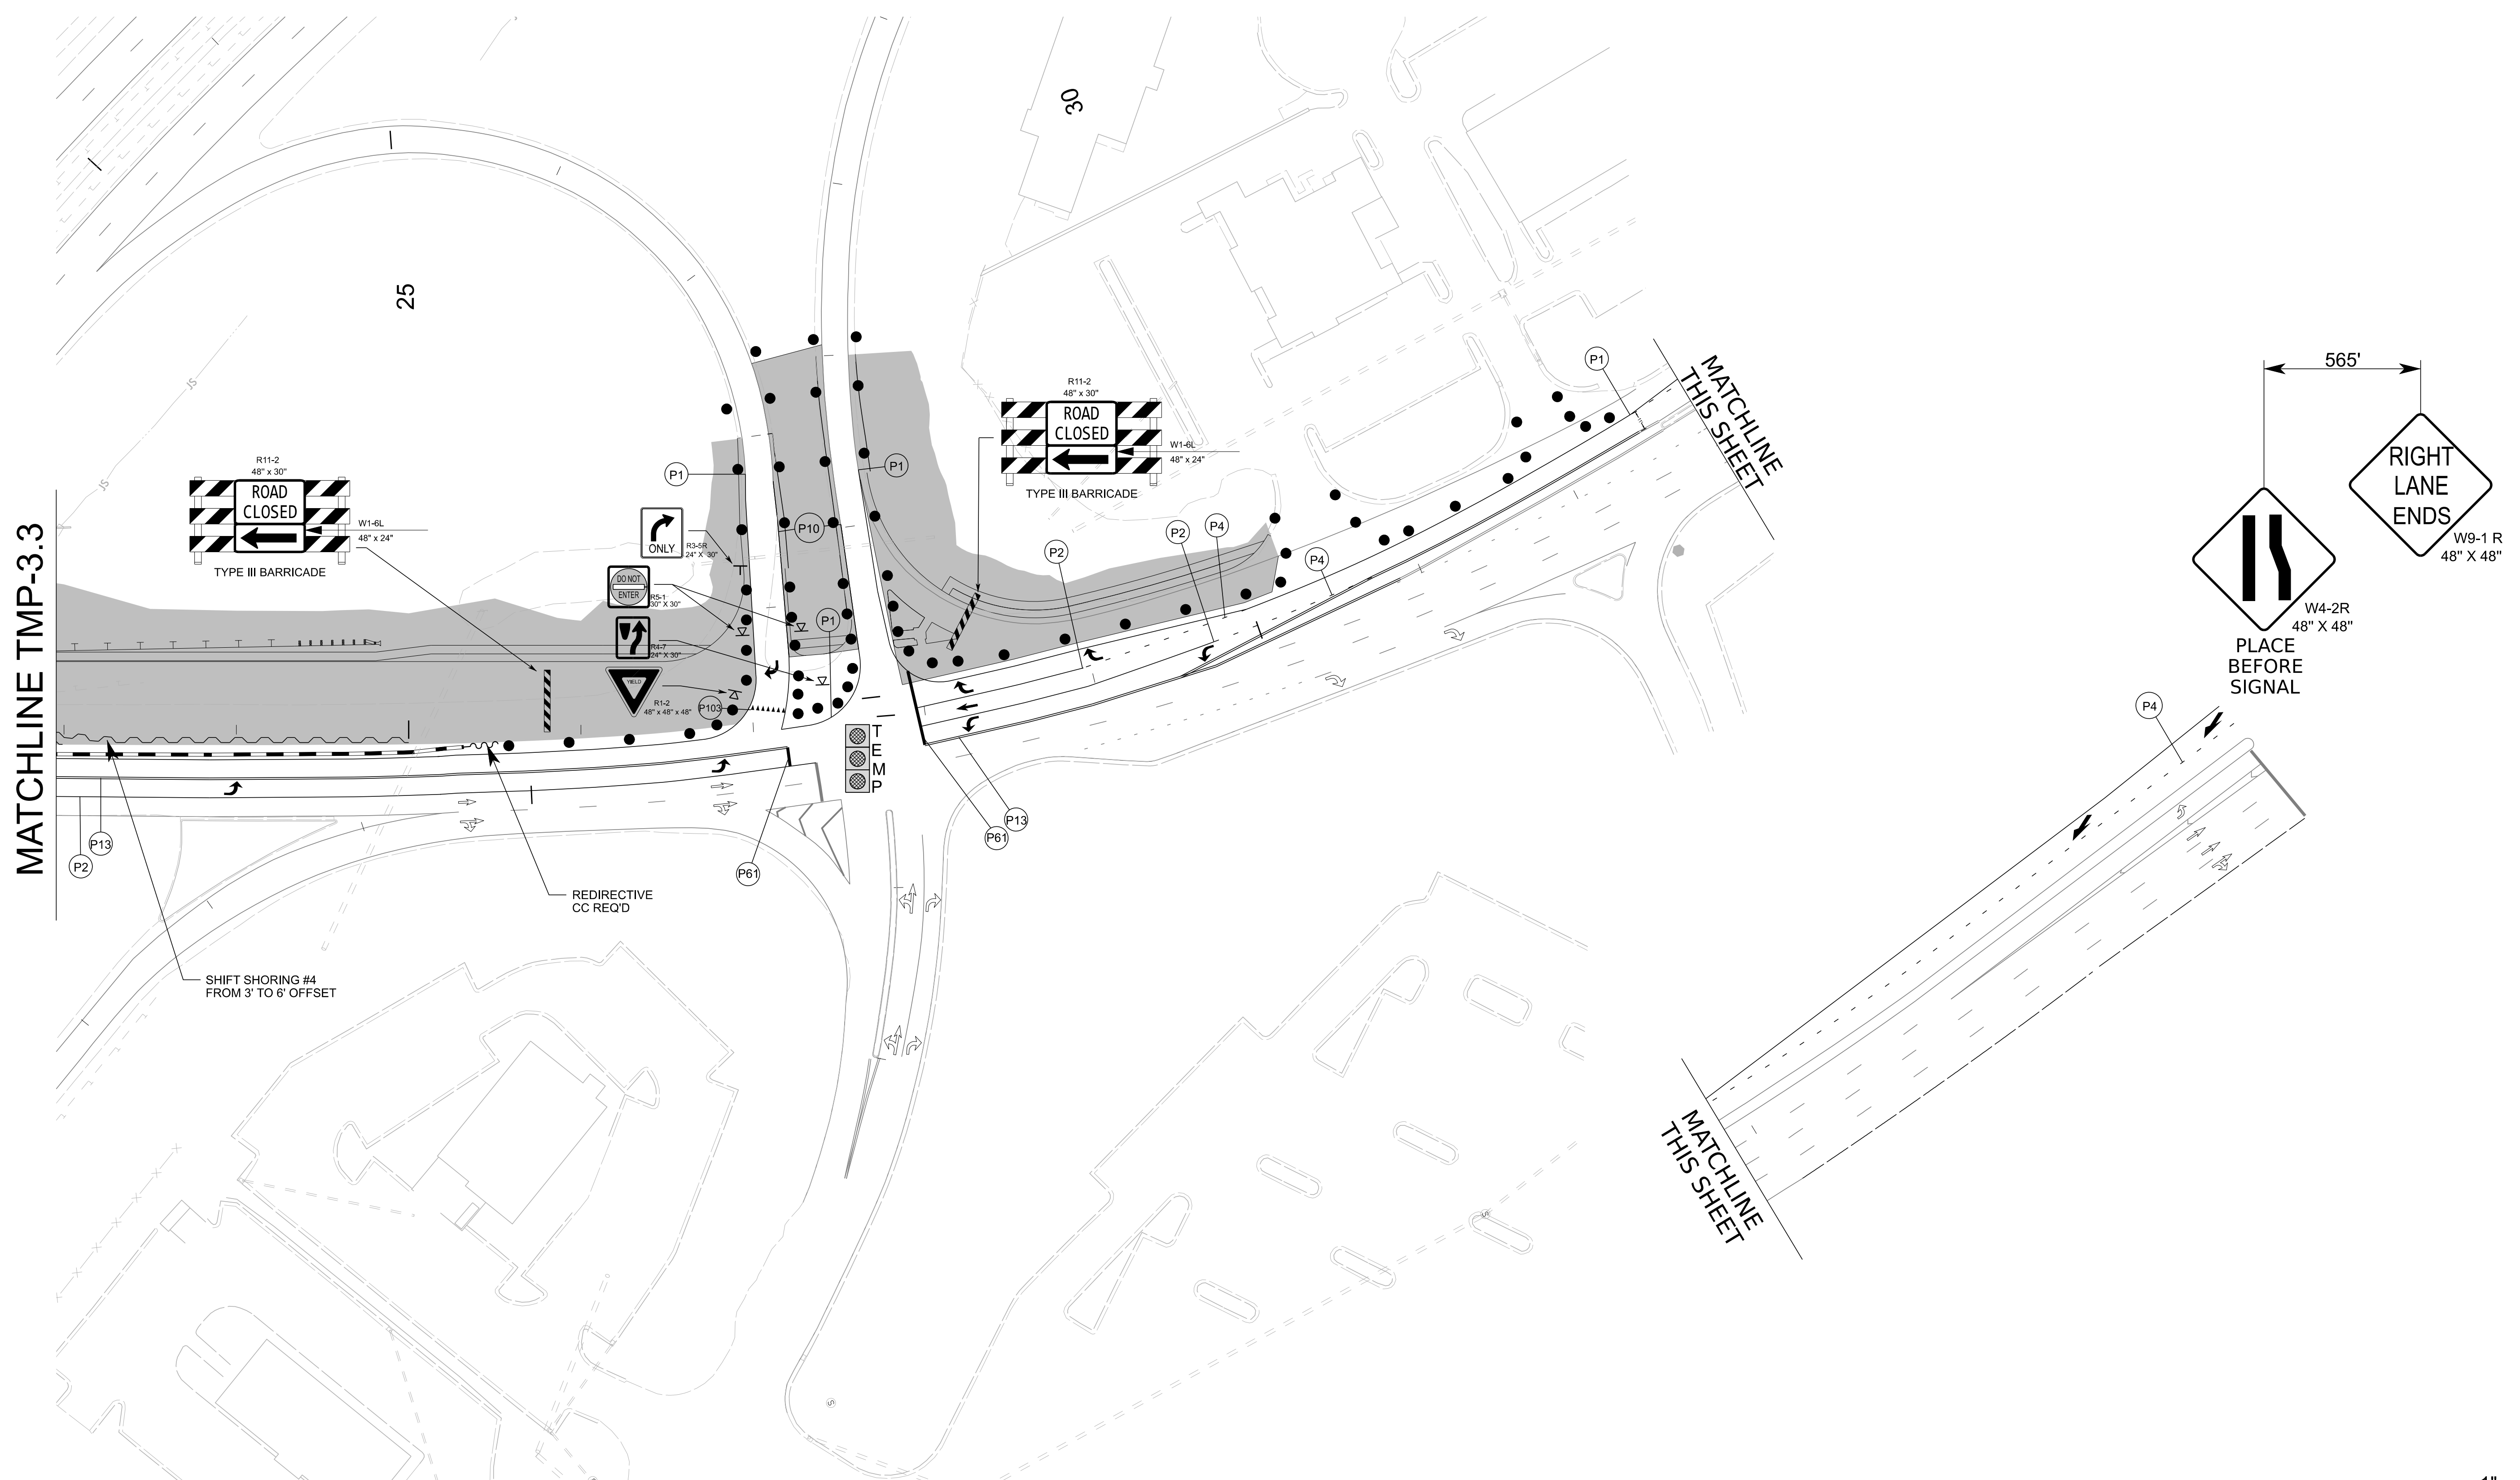 MATCHLINE TMP-3.3
25
30
JS
JS
R11-2
48" x 30"
ROAD
CLOSED
W1-6L
48" x 24"
TYPE III BARRICADE
R11-2
48" x 30"
ROAD
CLOSED
W1-6L
48" x 24"
TYPE III BARRICADE
P1
ONLY
R3-5R
24" X 30"
DO NOT
ENTER
R5-1
30" X 30"
R4-7
24" X 30"
YIELD
R1-2
48" x 48" x 48"
P103
P10
P1
P1
TEMP
P2
P2
P4
P4
P1
MATCHLINE
THIS SHEET
P13
P2
P61
P13
P61
REDIRECTIVE
CC REQ'D
SHIFT SHORING #4
FROM 3' TO 6' OFFSET
565'
RIGHT
LANE
ENDS
W9-1 R
48" X 48"
W4-2R
48" X 48"
PLACE
BEFORE
SIGNAL
P4
MATCHLINE
THIS SHEET
S
S
1"